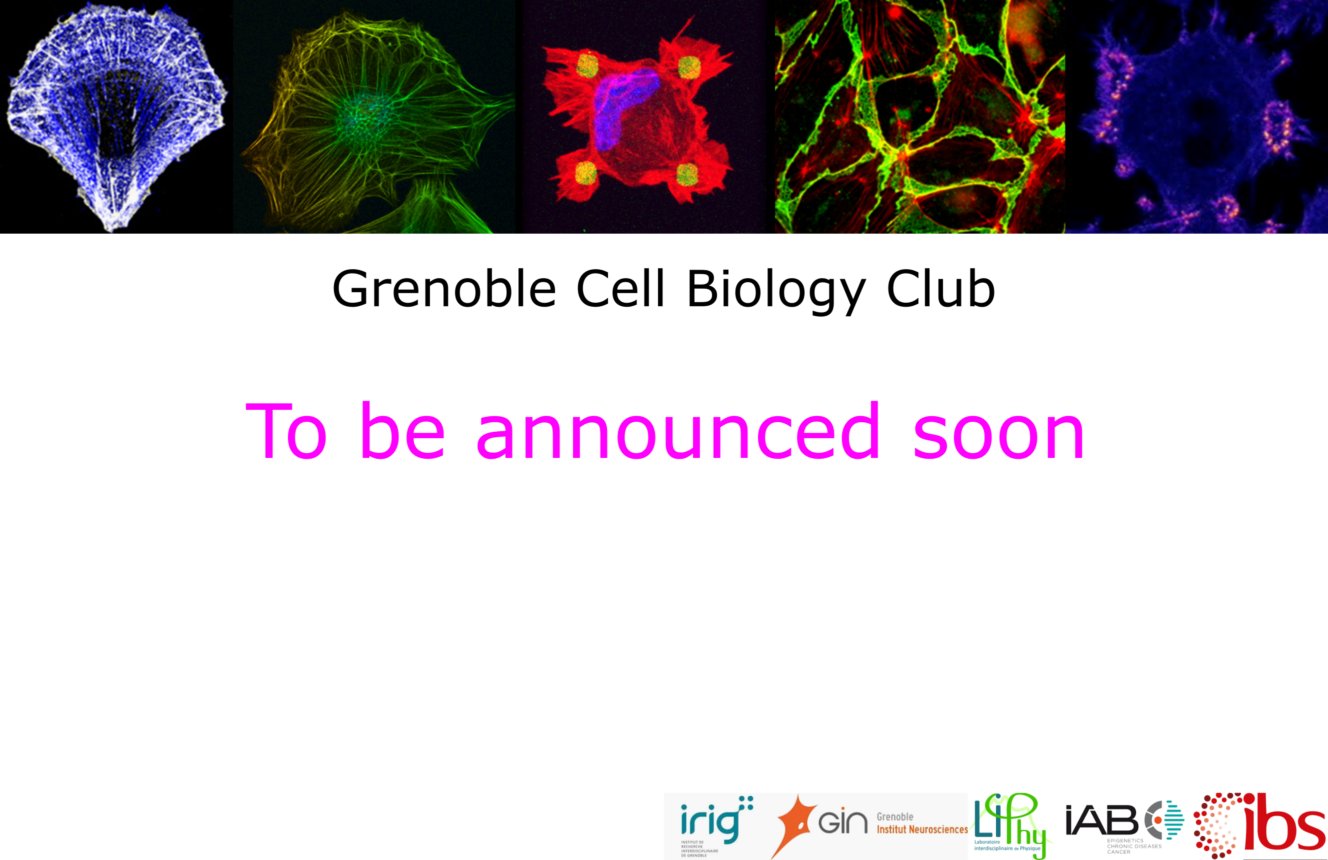 Grenoble Cell Biology Club
To be announced soon
irig
INSTITUT DE
RECHERCHE
INTERDISCIPLINAIRE
DE GRENOBLE
GIN
Grenoble
Institut Neurosciences
LiPhy
Laboratoire
interdisciplinaire de Physique
iAB
EPIGENETICS
CHRONIC DISEASES
CANCER
ibs